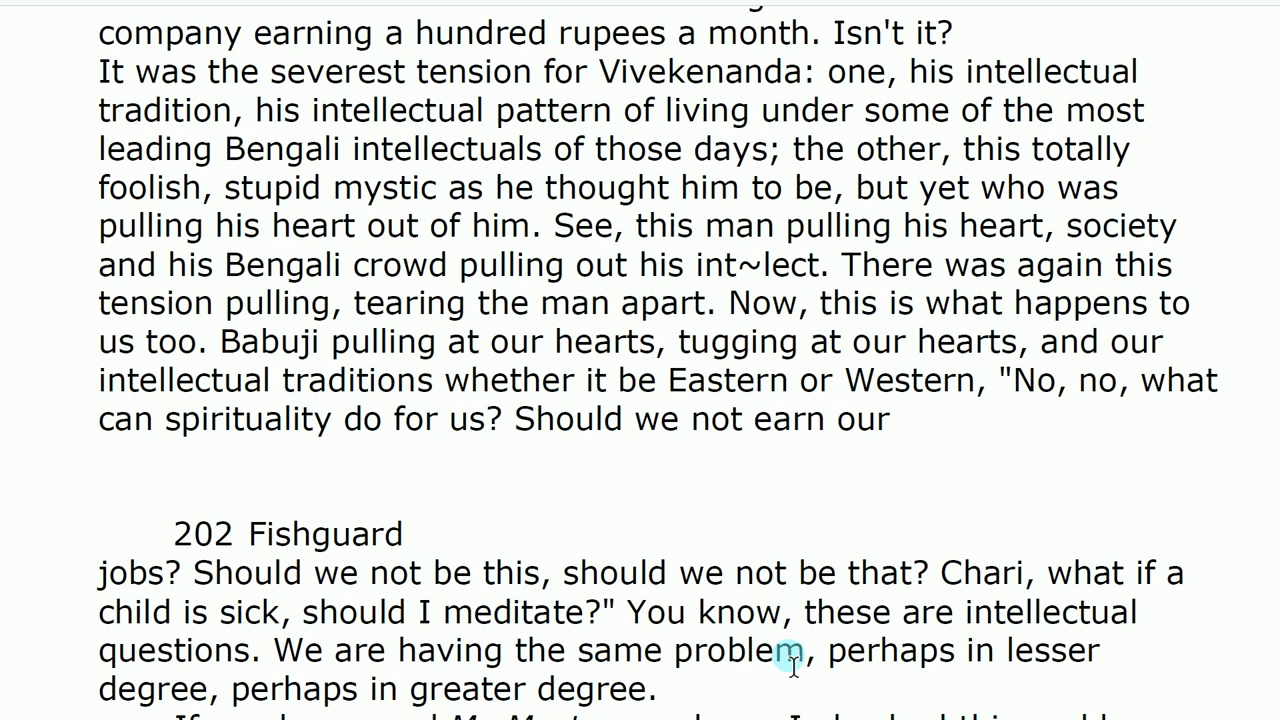 company earning a hundred rupees a month. Isn't it?
It was the severest tension for Vivekenanda: one, his intellectual
tradition, his intellectual pattern of living under some of the most
leading Bengali intellectuals of those days; the other, this totally
foolish, stupid mystic as he thought him to be, but yet who was
pulling his heart out of him. See, this man pulling his heart, society
and his Bengali crowd pulling out his int~lect. There was again this
tension pulling, tearing the man apart. Now, this is what happens to
us too. Babuji pulling at our hearts, tugging at our hearts, and our
intellectual traditions whether it be Eastern or Western, "No, no, what
can spirituality do for us? Should we not earn our
202 Fishguard
jobs? Should we not be this, should we not be that? Chari, what if a
child is sick, should I meditate?" You know, these are intellectual
questions. We are having the same problem, perhaps in lesser
degree, perhaps in greater degree.